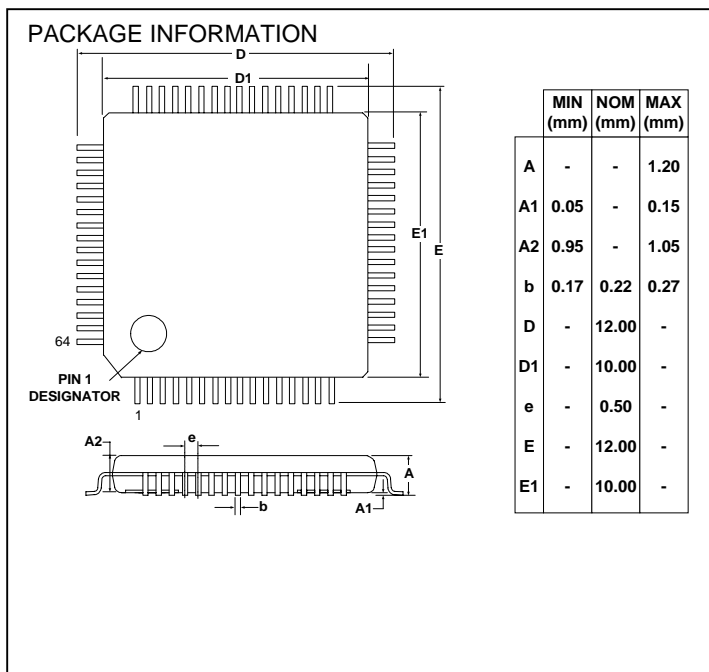 PACKAGE INFORMATION
D
D1
E1
E
64
PIN 1
DESIGNATOR
1
A2
e
A
b
A1
MIN NOM MAX
(mm) (mm) (mm)
A - - 1.20
A1 0.05 - 0.15
A2 0.95 - 1.05
b 0.17 0.22 0.27
D - 12.00 -
D1 - 10.00 -
e - 0.50 -
E - 12.00 -
E1 - 10.00 -